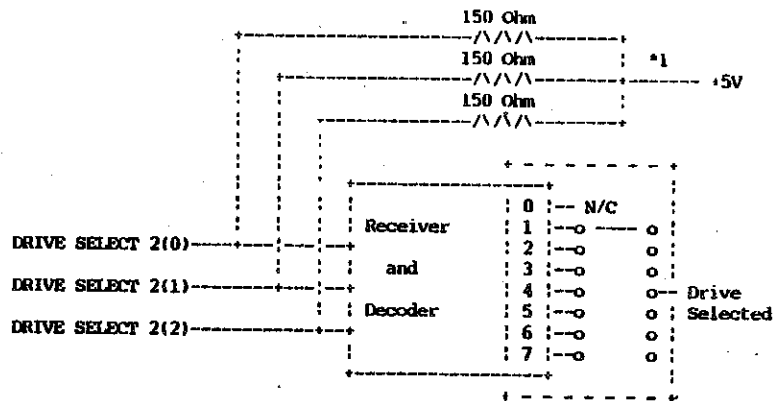 150 Ohm
150 Ohm *1
+5V
150 Ohm
0 N/C
Receiver 1
DRIVE SELECT 2(0) 2
and 3
DRIVE SELECT 2(1) 4 Drive
Decoder 5 Selected
DRIVE SELECT 2(2) 6
7